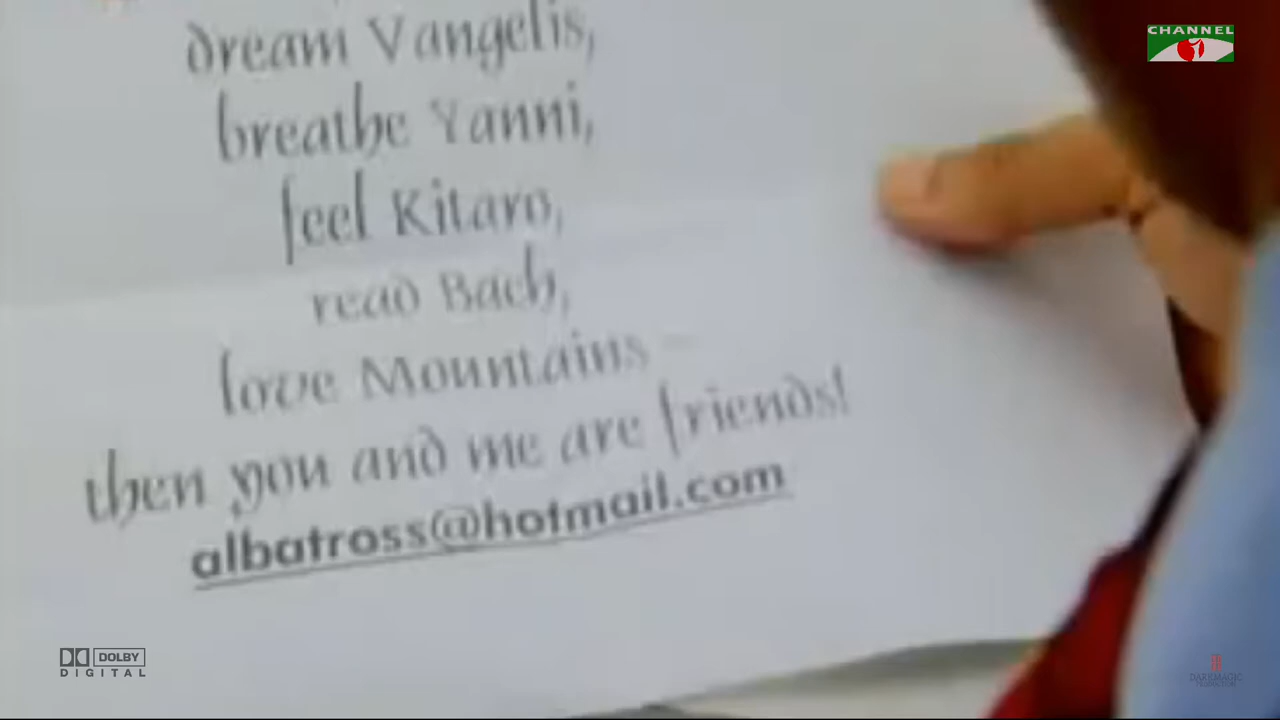 CHANNEL
dream Vangelis,
breathe Yanni,
feel Kitaro,
read Bach,
love Mountains –
then you and me are friends!
albatross@hotmail.com
DOLBY
DIGITAL
DARKMAGIC